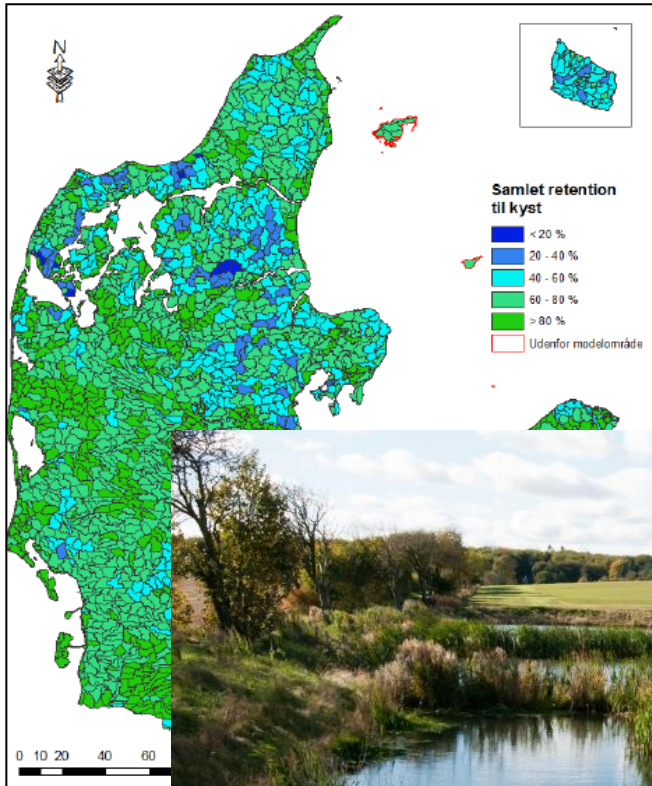 N
Samlet retention
til kyst
< 20 %
20 - 40 %
40 - 60 %
60 - 80 %
> 80 %
Udenfor modelområde
0 10 20 40 60